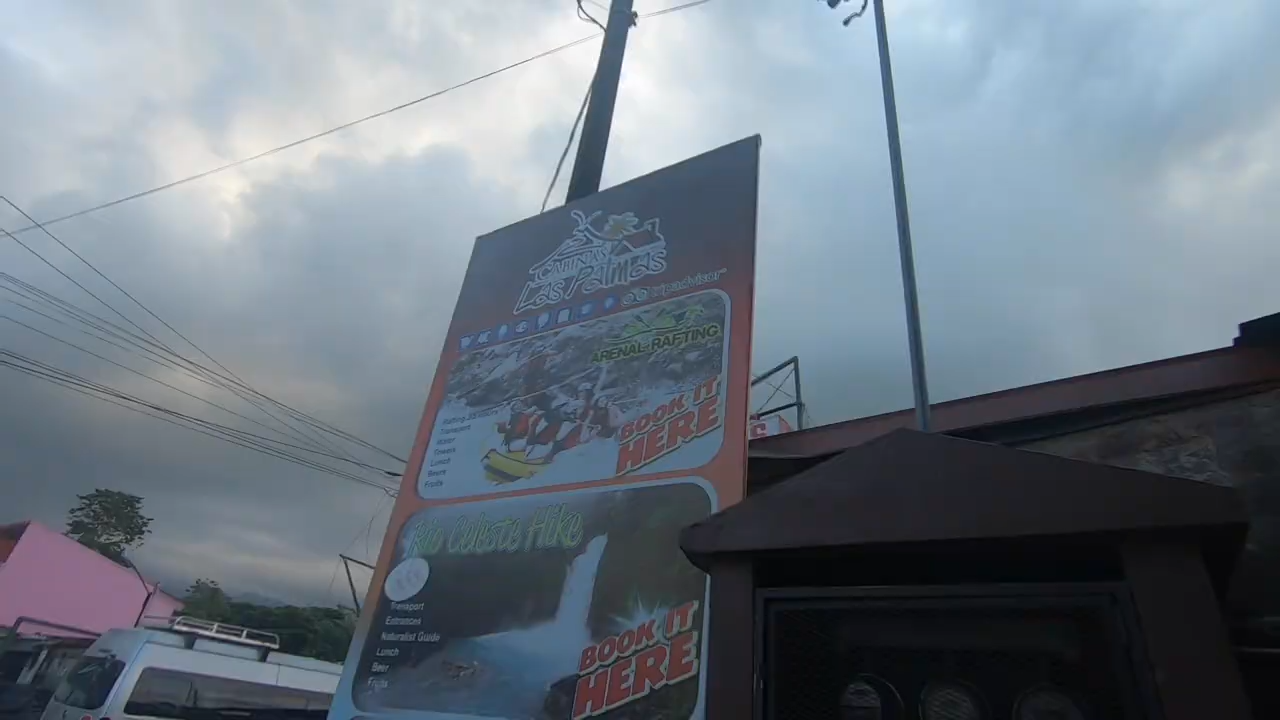 CABINAS
Las Palmas
tripadvisor
ARENAL RAFTING
Transport
Water
Towels
Lunch
Beers
Fruits
BOOK IT
HERE
Rio Celeste Hike
Transport
Entrances
Naturalist Guide
Lunch
Beer
Fruits
BOOK IT
HERE